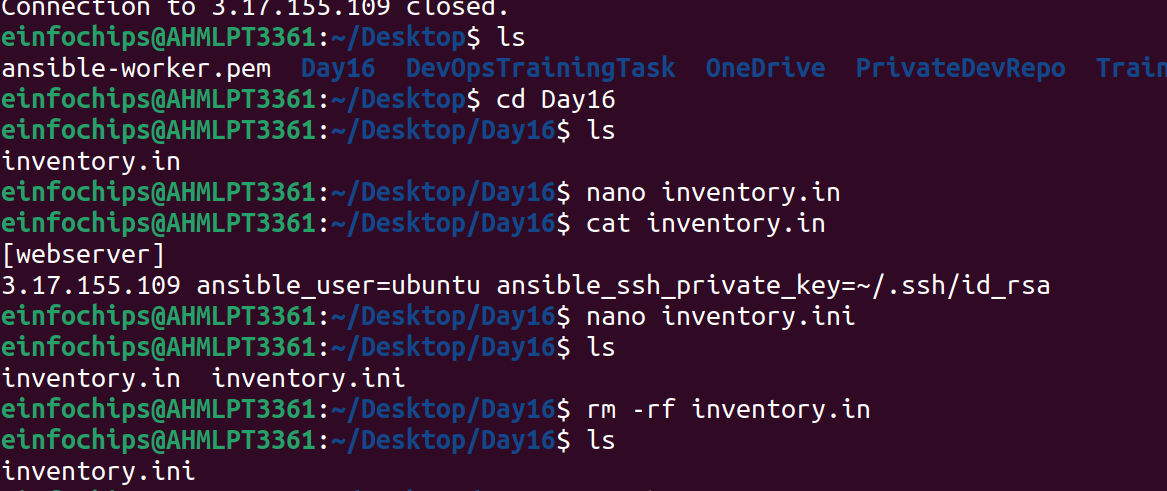 Connection to 3.17.155.109 closed.
einfochips@AHMLPT3361:~/Desktop$ ls
ansible-worker.pem  Day16  DevOpsTrainingTask  OneDrive  PrivateDevRepo  Train
einfochips@AHMLPT3361:~/Desktop$ cd Day16
einfochips@AHMLPT3361:~/Desktop/Day16$ ls
inventory.in
einfochips@AHMLPT3361:~/Desktop/Day16$ nano inventory.in
einfochips@AHMLPT3361:~/Desktop/Day16$ cat inventory.in
[webserver]
3.17.155.109 ansible_user=ubuntu ansible_ssh_private_key=~/.ssh/id_rsa
einfochips@AHMLPT3361:~/Desktop/Day16$ nano inventory.ini
einfochips@AHMLPT3361:~/Desktop/Day16$ ls
inventory.in  inventory.ini
einfochips@AHMLPT3361:~/Desktop/Day16$ rm -rf inventory.in
einfochips@AHMLPT3361:~/Desktop/Day16$ ls
inventory.ini